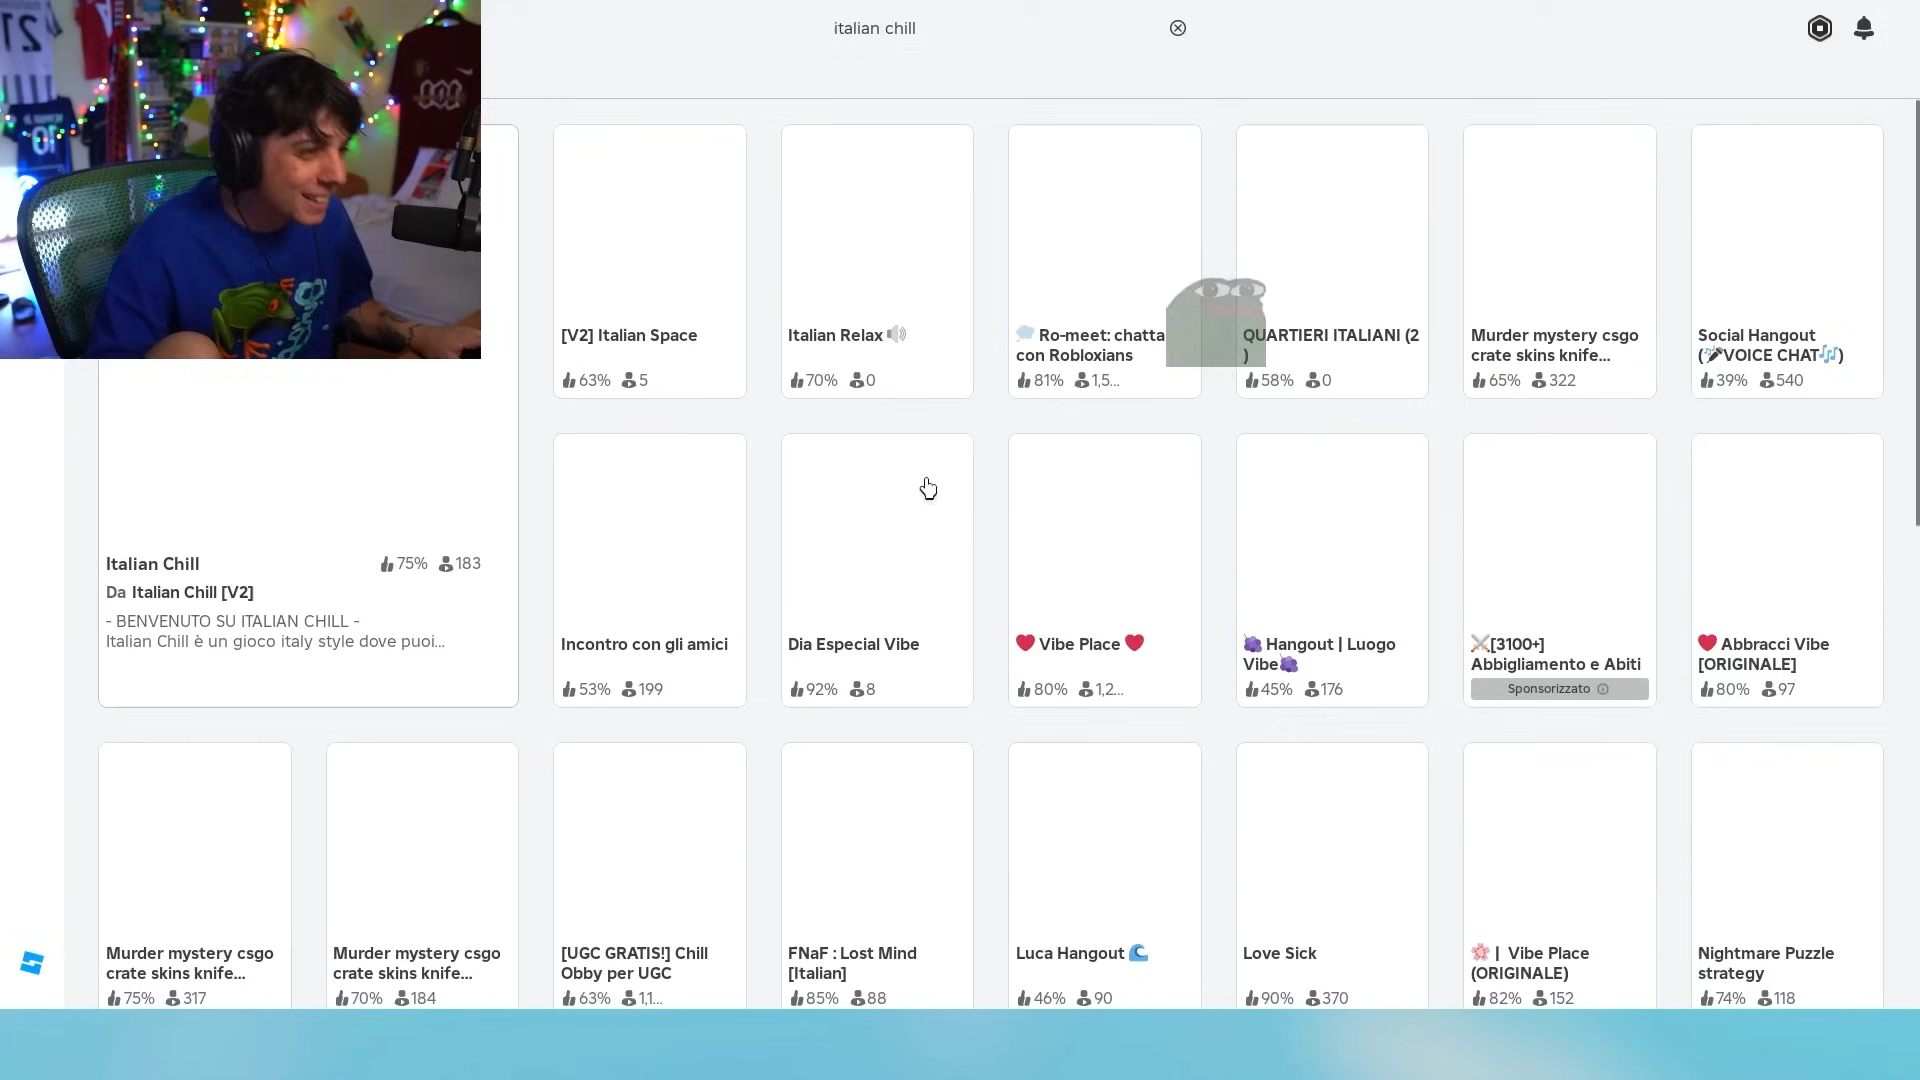 italian chill
[V2] Italian Space
63% 5
Italian Relax 🔊
70% 0
💭 Ro-meet: chatta
con Robloxians
81% 1,5...
QUARTIERI ITALIANI (2
)
58% 0
Murder mystery csgo
crate skins knife...
65% 322
Social Hangout
(🎤VOICE CHAT🎶)
39% 540
Italian Chill
75% 183
Da Italian Chill [V2]
- BENVENUTO SU ITALIAN CHILL -
Italian Chill è un gioco italy style dove puoi...
Incontro con gli amici
53% 199
Dia Especial Vibe
92% 8
❤️ Vibe Place ❤️
80% 1,2...
🍇 Hangout | Luogo
Vibe🍇
45% 176
⚔️[3100+]
Abbigliamento e Abiti
Sponsorizzato
❤️ Abbracci Vibe
[ORIGINALE]
80% 97
Murder mystery csgo
crate skins knife...
75% 317
Murder mystery csgo
crate skins knife...
70% 184
[UGC GRATIS!] Chill
Obby per UGC
63% 1,1...
FNaF : Lost Mind
[Italian]
85% 88
Luca Hangout 🌊
46% 90
Love Sick
90% 370
🌸 | Vibe Place
(ORIGINALE)
82% 152
Nightmare Puzzle
strategy
74% 118